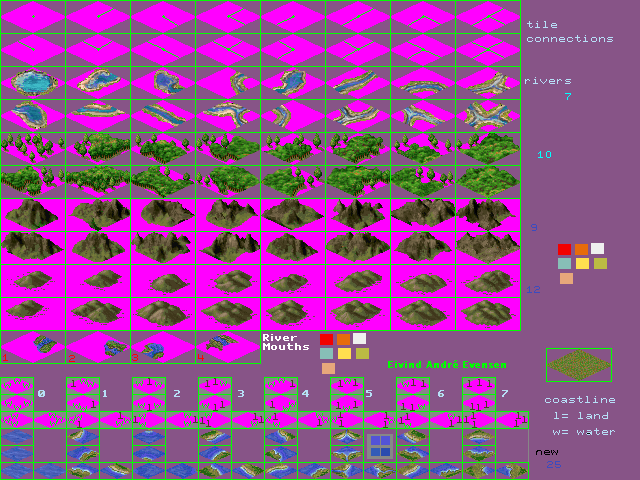 tile
connections
rivers
7
10
9
12
1 2 3 4
River
Mouths
Eivind André Evensen
0 1 2 3 4 5 6 7
coastline
l= land
w= water
new